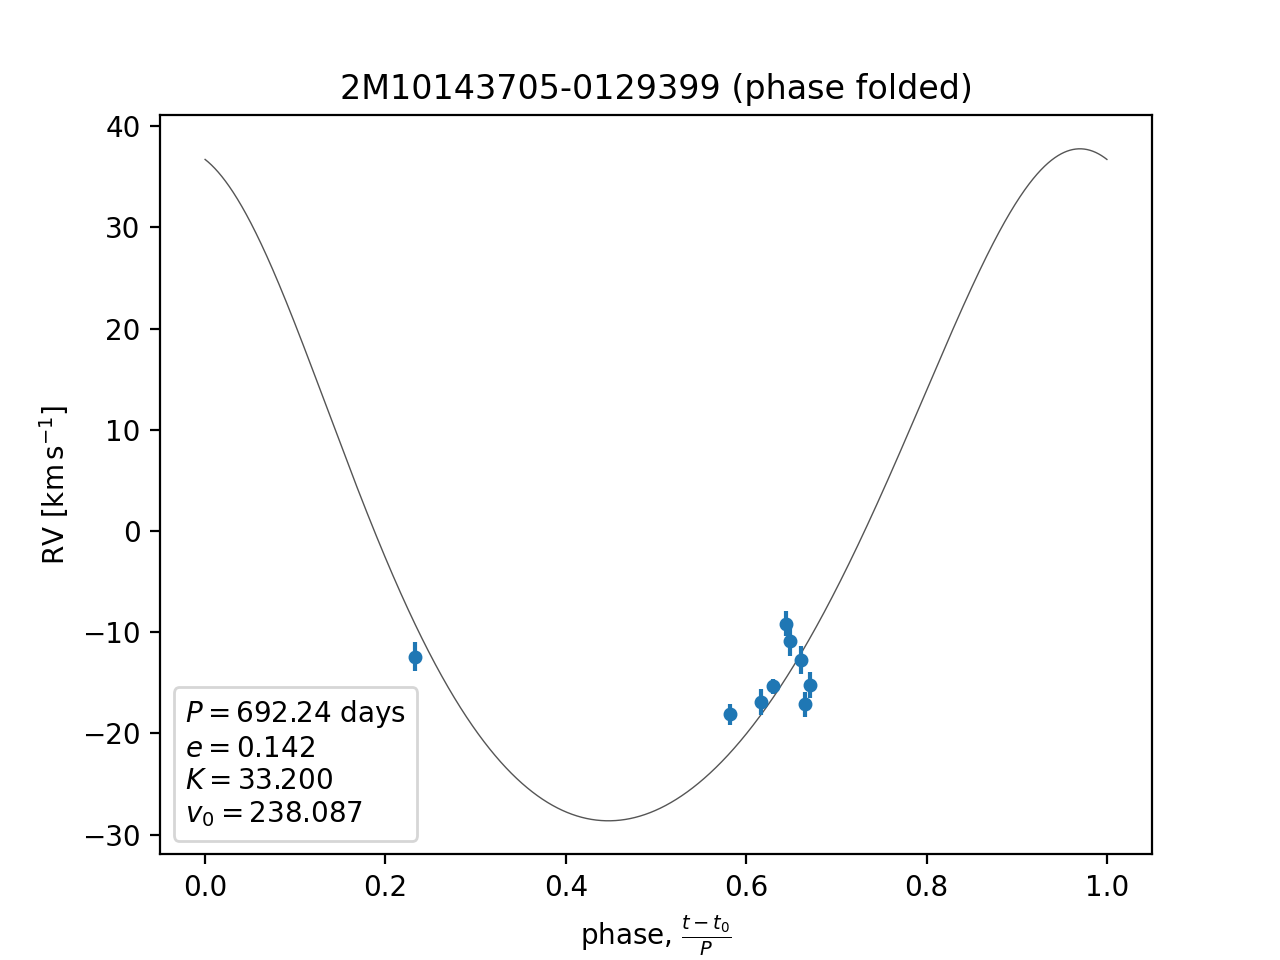 2M10143705-0129399 (phase folded)
RV [km s⁻¹]
40
30
20
10
0
−10
−20
−30
P = 692.24 days
e = 0.142
K = 33.200
v₀ = 238.087
0.0 0.2 0.4 0.6 0.8 1.0
phase, (t − t₀)/P